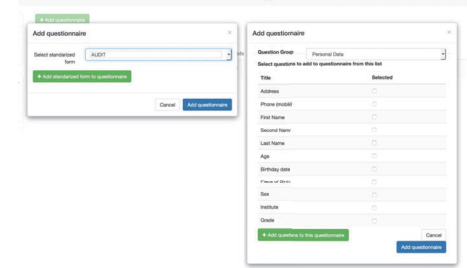 + Add questionnaire
Add questionnaire ×
Select standarized
form
AUDIT
+ Add standarized form to questionnaire
Cancel
Add questionnaire
Add questionnaire ×
Question Group
Personal Data
Select questions to add to questionnaire from this list
Title Selected
Address
Phone (mobil)
First Name
Second Name
Last Name
Age
Birthday date
Sex
Institute
Grade
+ Add questions to this questionnaire
Cancel
Add questionnaire